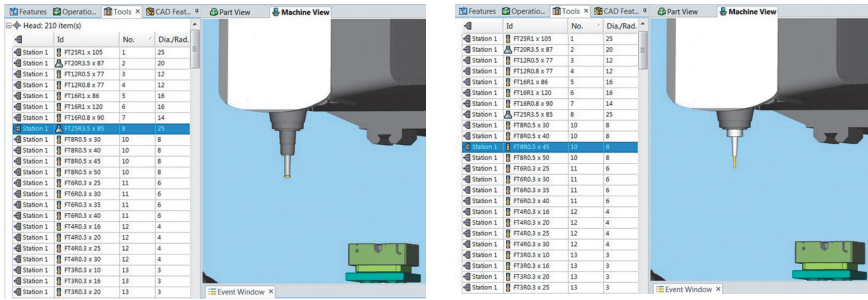 Features Operatio... Tools × CAD Feat... Part View Machine View
Head: 210 item(s)
Id No. Dia./Rad.
Station 1 FT25R1 x 105 1 25
Station 1 FT20R3.5 x 87 2 20
Station 1 FT12R0.5 x 77 3 12
Station 1 FT12R0.8 x 77 4 12
Station 1 FT16R1 x 86 5 16
Station 1 FT16R1 x 120 6 16
Station 1 FT16R0.8 x 90 7 14
Station 1 FT25R3.5 x 85 8 25
Station 1 FT8R0.5 x 30 10 8
Station 1 FT8R0.5 x 40 10 8
Station 1 FT8R0.5 x 45 10 8
Station 1 FT8R0.5 x 50 10 8
Station 1 FT6R0.3 x 25 11 6
Station 1 FT6R0.3 x 30 11 6
Station 1 FT6R0.3 x 35 11 6
Station 1 FT6R0.3 x 40 11 6
Station 1 FT4R0.3 x 16 12 4
Station 1 FT4R0.3 x 20 12 4
Station 1 FT4R0.3 x 25 12 4
Station 1 FT4R0.3 x 30 12 4
Station 1 FT3R0.3 x 10 13 3
Station 1 FT3R0.3 x 16 13 3
Station 1 FT3R0.3 x 20 13 3
Event Window ×
Features Operatio... Tools × CAD Feat... Part View Machine View
Id No. Dia./Rad.
Station 1 FT25R1 x 105 1 25
Station 1 FT20R3.5 x 87 2 20
Station 1 FT12R0.5 x 77 3 12
Station 1 FT12R0.8 x 77 4 12
Station 1 FT16R1 x 86 5 16
Station 1 FT16R1 x 120 6 16
Station 1 FT16R0.8 x 90 7 14
Station 1 FT25R3.5 x 85 8 25
Station 1 FT8R0.5 x 30 10 8
Station 1 FT8R0.5 x 40 10 8
Station 1 FT8R0.5 x 45 10 8
Station 1 FT8R0.5 x 50 10 8
Station 1 FT6R0.3 x 25 11 6
Station 1 FT6R0.3 x 30 11 6
Station 1 FT6R0.3 x 35 11 6
Station 1 FT6R0.3 x 40 11 6
Station 1 FT4R0.3 x 16 12 4
Station 1 FT4R0.3 x 20 12 4
Station 1 FT4R0.3 x 25 12 4
Station 1 FT4R0.3 x 30 12 4
Station 1 FT3R0.3 x 10 13 3
Station 1 FT3R0.3 x 16 13 3
Station 1 FT3R0.3 x 20 13 3
Station 1 FT3R0.3 x 25 13 3
Event Window ×